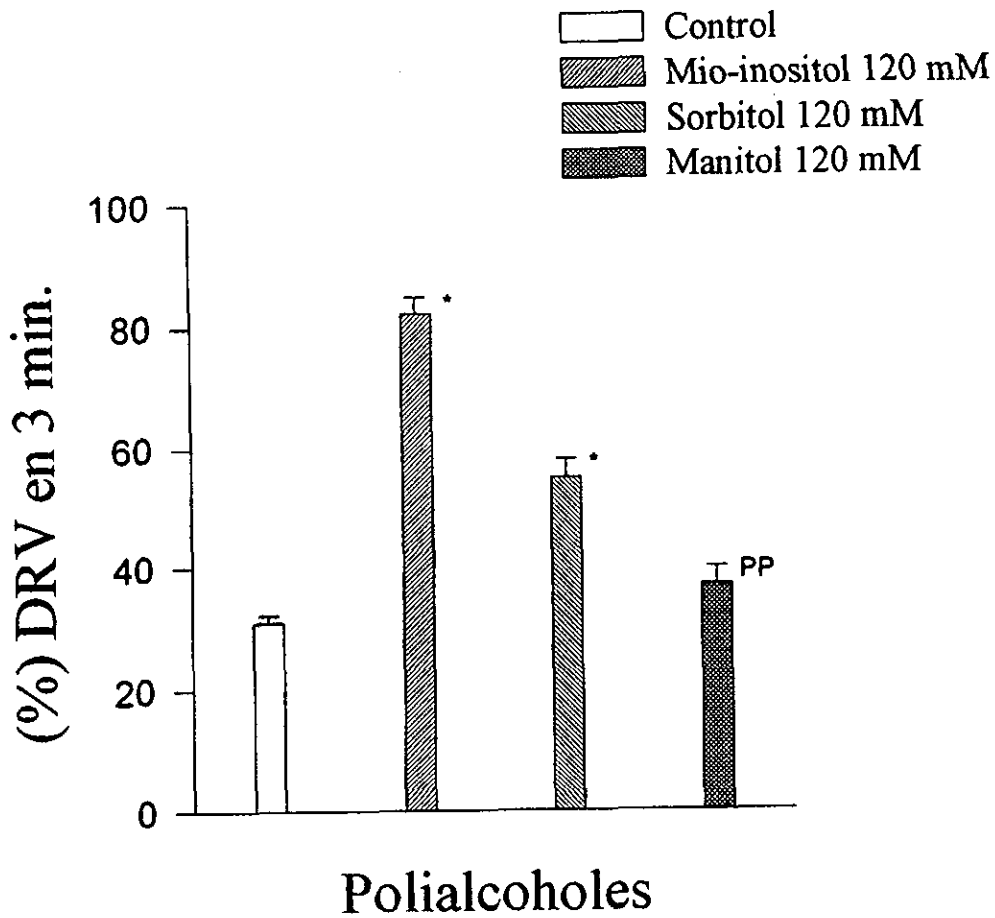 Control
Mio-inositol 120 mM
Sorbitol 120 mM
Manitol 120 mM
100
80
60
40
20
0
(%) DRV en 3 min.
*
*
PP
Polialcoholes